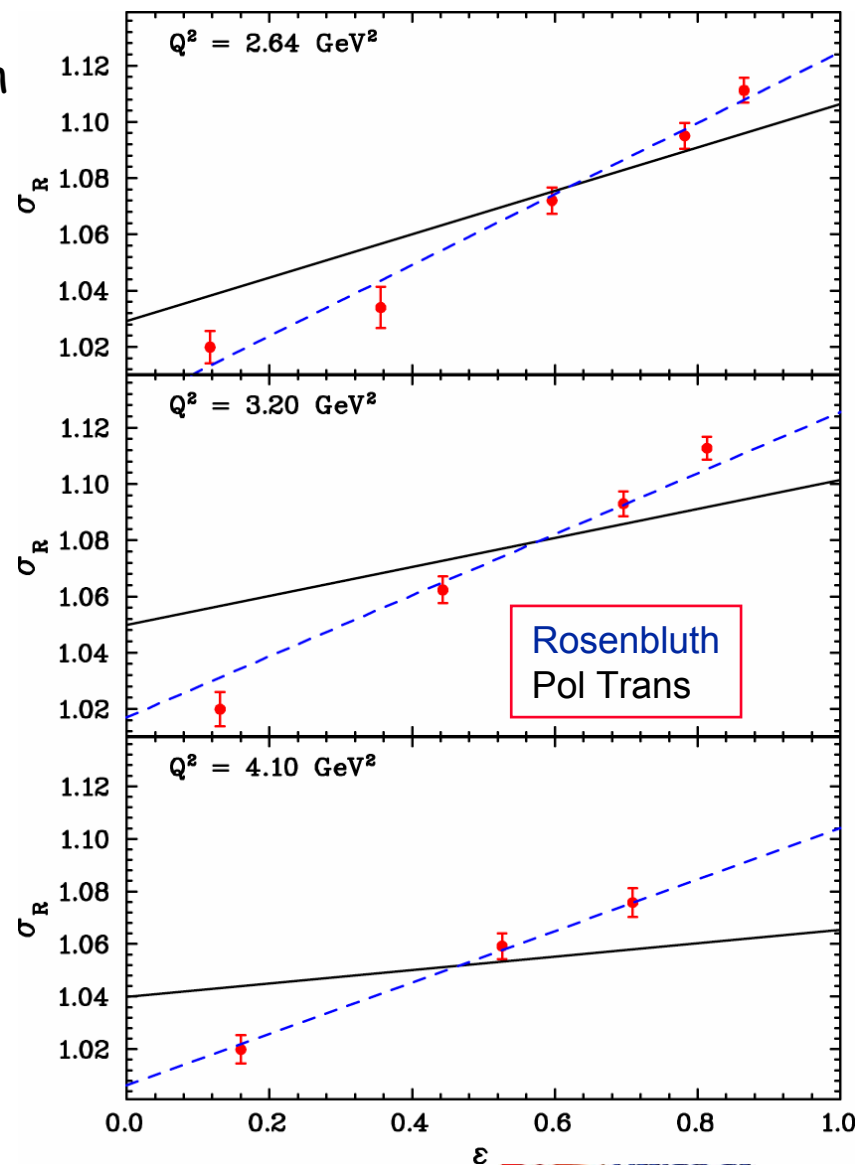 Q² = 2.64 GeV²
1.12
1.10
1.08
1.06
1.04
1.02
σ_R
Q² = 3.20 GeV²
1.12
1.10
1.08
1.06
1.04
1.02
σ_R
Rosenbluth
Pol Trans
Q² = 4.10 GeV²
1.12
1.10
1.08
1.06
1.04
1.02
σ_R
0.0 0.2 0.4 0.6 0.8 1.0
ε